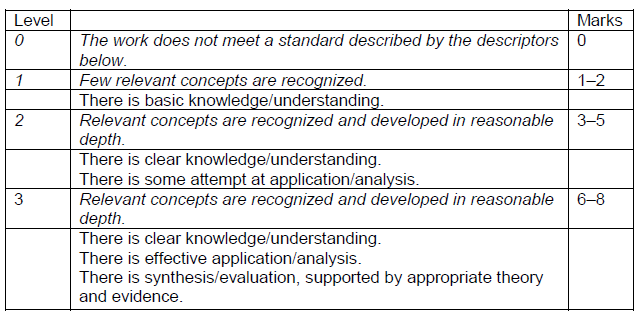 Level Marks
0 The work does not meet a standard described by the descriptors 0
below.
1 Few relevant concepts are recognized. 1–2
There is basic knowledge/understanding.
2 Relevant concepts are recognized and developed in reasonable 3–5
depth.
There is clear knowledge/understanding.
There is some attempt at application/analysis.
3 Relevant concepts are recognized and developed in reasonable 6–8
depth.
There is clear knowledge/understanding.
There is effective application/analysis.
There is synthesis/evaluation, supported by appropriate theory
and evidence.